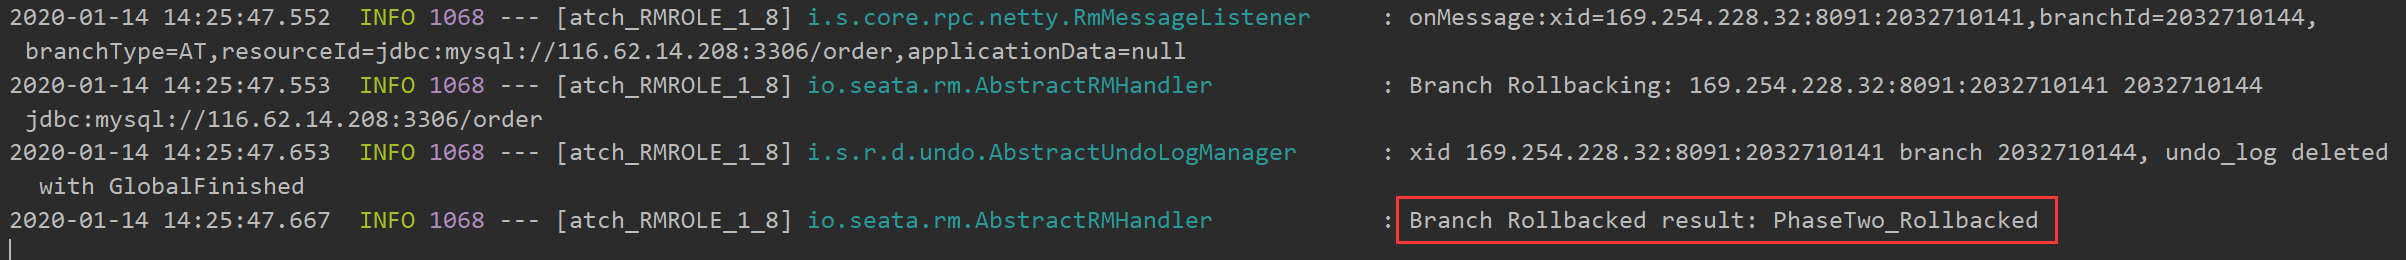 2020-01-14 14:25:47.552  INFO 1068 --- [atch_RMROLE_1_8] i.s.core.rpc.netty.RmMessageListener     : onMessage:xid=169.254.228.32:8091:2032710141,branchId=2032710144,
branchType=AT,resourceId=jdbc:mysql://116.62.14.208:3306/order,applicationData=null
2020-01-14 14:25:47.553  INFO 1068 --- [atch_RMROLE_1_8] io.seata.rm.AbstractRMHandler            : Branch Rollbacking: 169.254.228.32:8091:2032710141 2032710144
jdbc:mysql://116.62.14.208:3306/order
2020-01-14 14:25:47.653  INFO 1068 --- [atch_RMROLE_1_8] i.s.r.d.undo.AbstractUndoLogManager      : xid 169.254.228.32:8091:2032710141 branch 2032710144, undo_log deleted
with GlobalFinished
2020-01-14 14:25:47.667  INFO 1068 --- [atch_RMROLE_1_8] io.seata.rm.AbstractRMHandler            : Branch Rollbacked result: PhaseTwo_Rollbacked